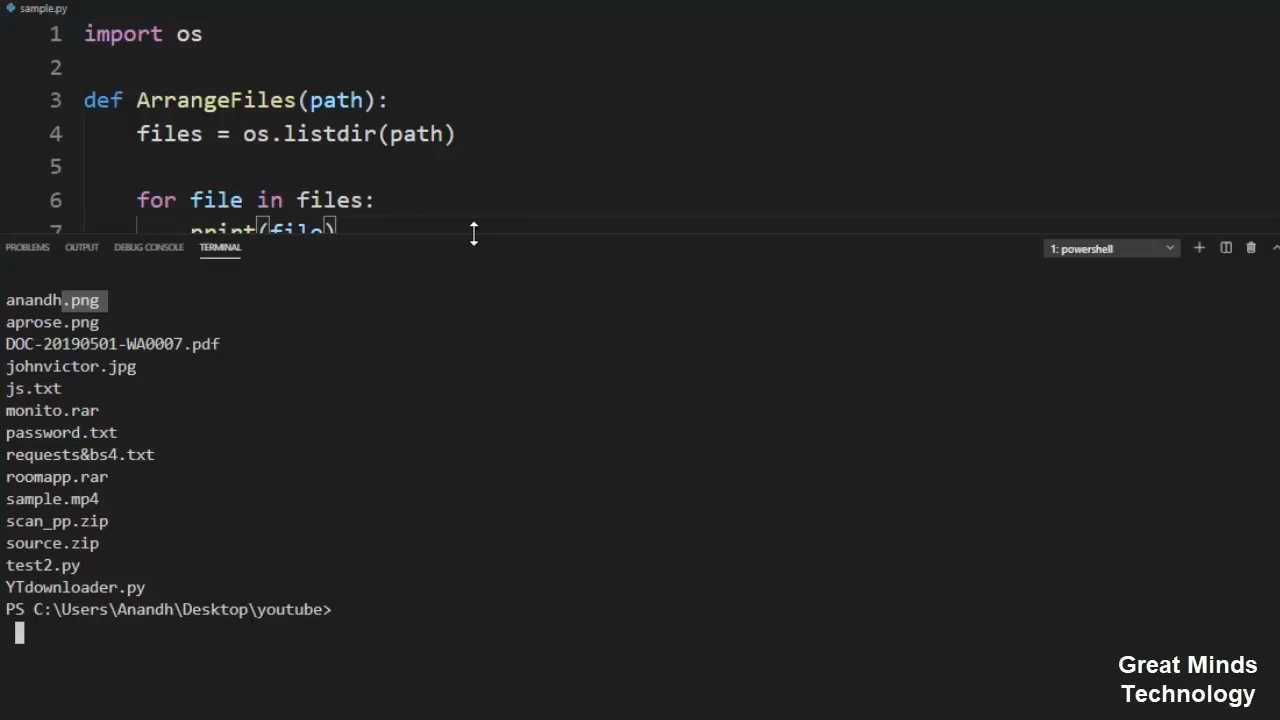 sample.py
1 import os
2
3 def ArrangeFiles(path):
4 files = os.listdir(path)
5
6 for file in files:
7 print(file)
PROBLEMS OUTPUT DEBUG CONSOLE TERMINAL 1: powershell
anandh.png
aprose.png
DOC-20190501-WA0007.pdf
johnvictor.jpg
js.txt
monito.rar
password.txt
requests&bs4.txt
roomapp.rar
sample.mp4
scan_pp.zip
source.zip
test2.py
YTdownloader.py
PS C:\Users\Anandh\Desktop\youtube>
Great Minds
Technology